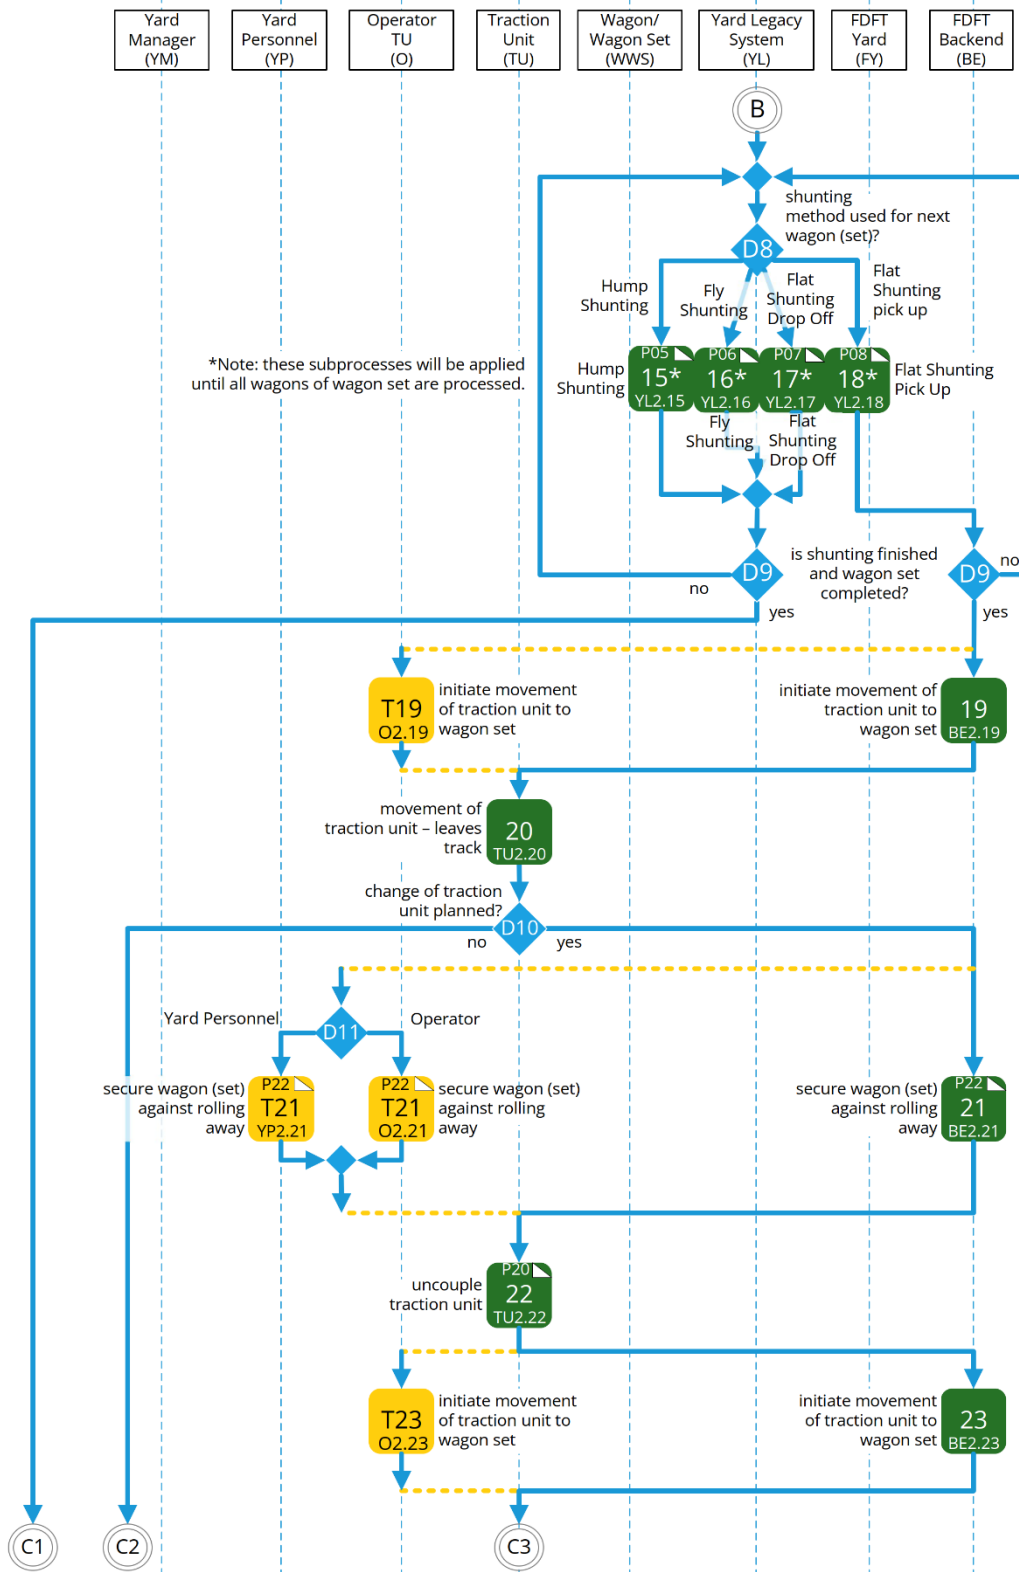 Yard
Manager
(YM)
Yard
Personnel
(YP)
Operator
TU
(O)
Traction
Unit
(TU)
Wagon/
Wagon Set
(WWS)
Yard Legacy
System
(YL)
FDFT
Yard
(FY)
FDFT
Backend
(BE)
B
shunting
method used for next
wagon (set)?
D8
Hump
Shunting
Fly
Shunting
Flat
Shunting
Drop Off
Flat
Shunting
pick up
*Note: these subprocesses will be applied
until all wagons of wagon set are processed.
Hump
Shunting
P05
15*
YL2.15
P06
16*
YL2.16
P07
17*
YL2.17
P08
18*
YL2.18
Flat Shunting
Pick Up
Fly
Shunting
Flat
Shunting
Drop Off
D9
is shunting finished
and wagon set
completed?
D9
no
no
yes
yes
T19
O2.19
initiate movement
of traction unit to
wagon set
initiate movement of
traction unit to
wagon set
19
BE2.19
movement of
traction unit – leaves
track
20
TU2.20
change of traction
unit planned?
D10
no
yes
Yard Personnel
D11
Operator
secure wagon (set)
against rolling
away
P22
T21
YP2.21
P22
T21
O2.21
secure wagon (set)
against rolling
away
secure wagon (set)
against rolling
away
P22
21
BE2.21
uncouple
traction unit
P20
22
TU2.22
T23
O2.23
initiate movement
of traction unit to
wagon set
initiate movement
of traction unit to
wagon set
23
BE2.23
C1
C2
C3